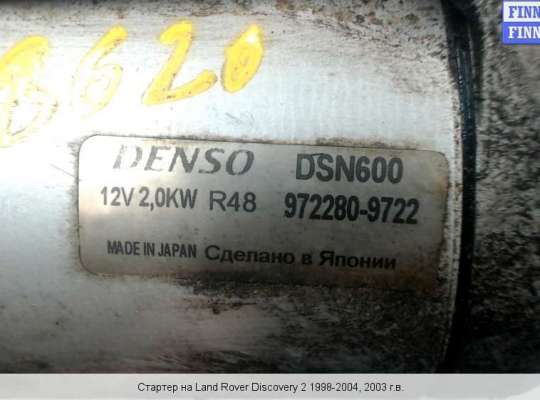 FINN
FINN
8620
DENSO DSN600
12V 2,0KW R48 972280-9722
MADE IN JAPAN Сделано в Японии
Стартер на Land Rover Discovery 2 1998-2004, 2003 г.в.